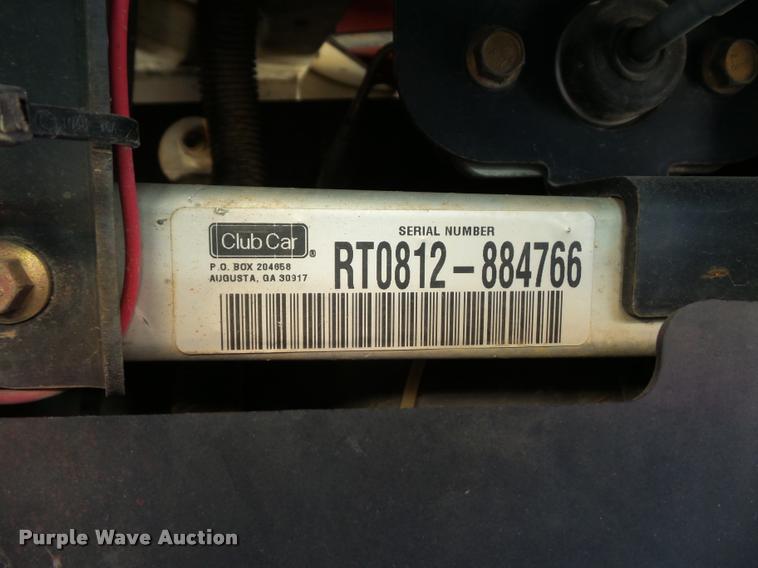 Club Car ®
SERIAL NUMBER
P.O. BOX 204658
AUGUSTA, GA 30917
RT0812-884766
Purple Wave Auction